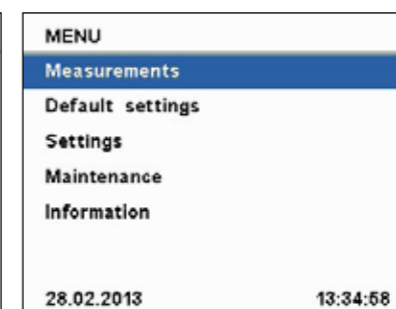 MENU
Measurements
Default settings
Settings
Maintenance
Information
28.02.2013 13:34:58